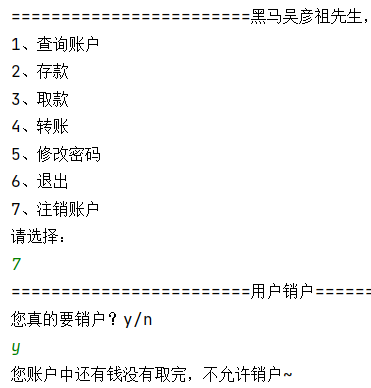 ========================黑马吴彦祖先生，
1、查询账户
2、存款
3、取款
4、转账
5、修改密码
6、退出
7、注销账户
请选择：
7
========================用户销户======
您真的要销户？y/n
y
您账户中还有钱没有取完，不允许销户~